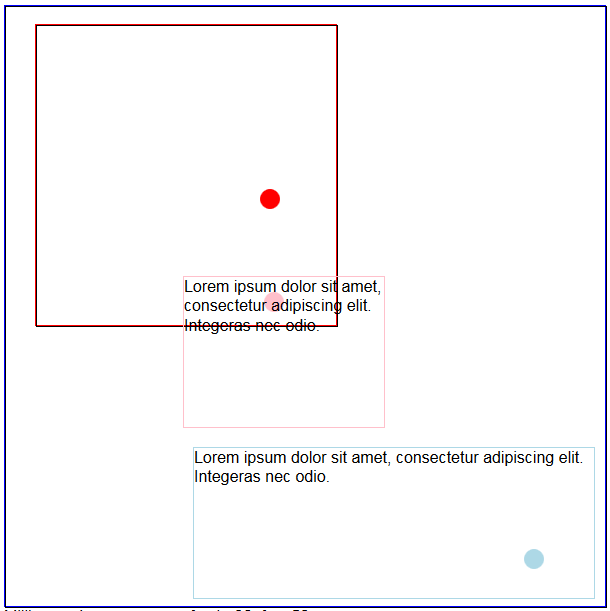 Lorem ipsum dolor sit amet,
consectetur adipiscing elit.
Integeras nec odio.
Lorem ipsum dolor sit amet, consectetur adipiscing elit.
Integeras nec odio.